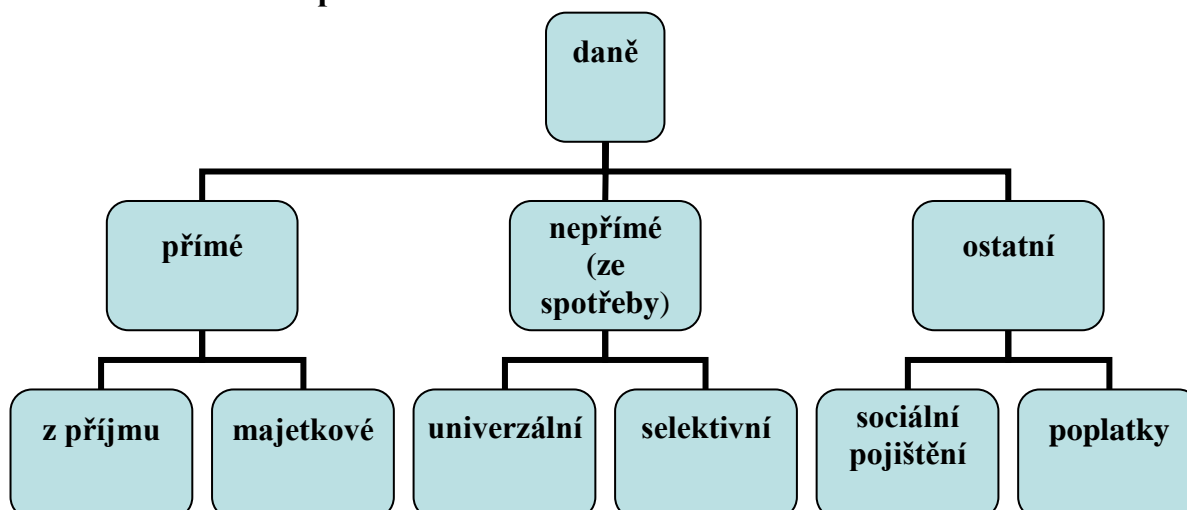 daně
přímé
nepřímé
(ze
spotřeby)
ostatní
z příjmu
majetkové
univerzální
selektivní
sociální
pojištění
poplatky